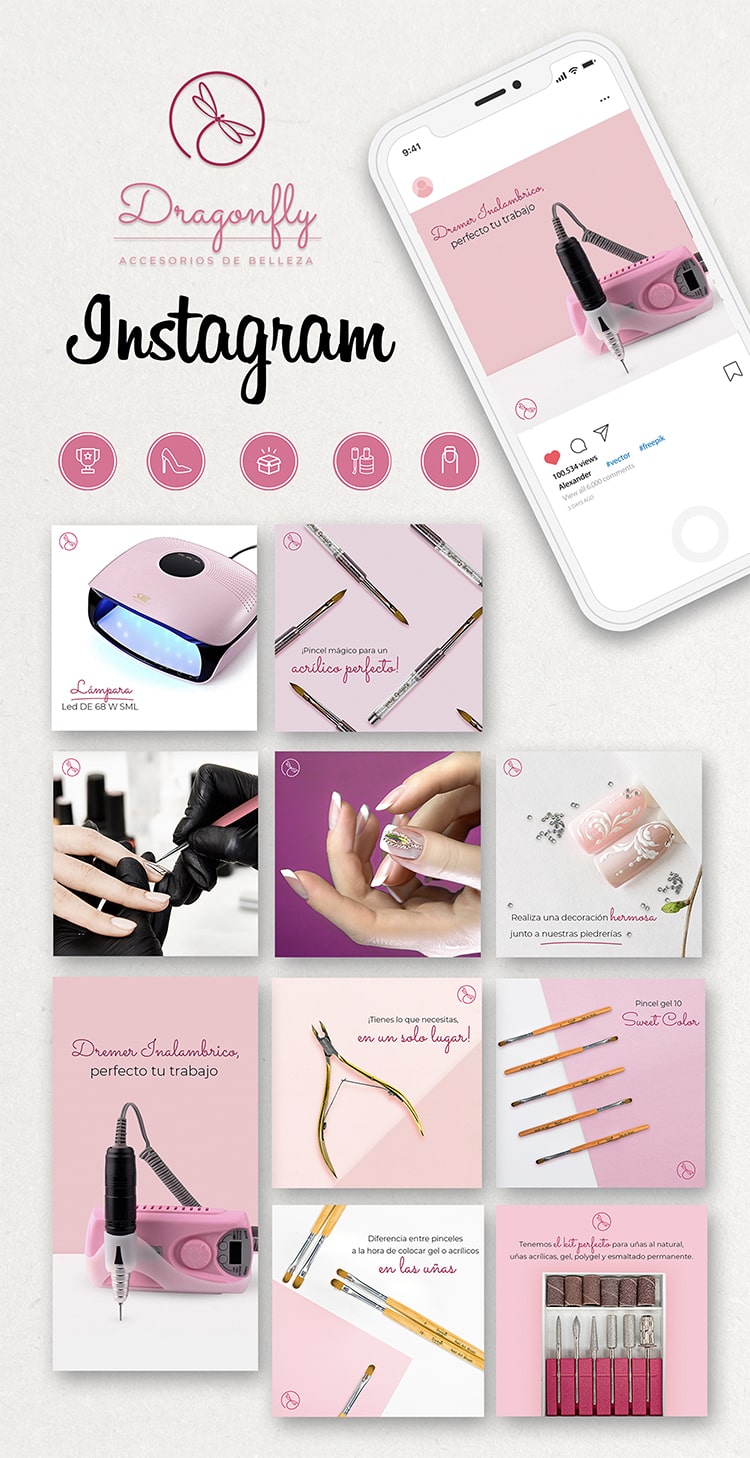 Dragonfly
ACCESORIOS DE BELLEZA
Instagram
9:41
Dremer Inalambrico,
perfecto tu trabajo
100.534 views
Alexander #vector #freepik
View all 6.000 comments
3 DAYS AGO
SML
Lámpara
Led DE 68 W SML
¡Pincel mágico para un
acrílico perfecto!
Realiza una decoración hermosa
junto a nuestras piedrerías
Dremer Inalambrico,
perfecto tu trabajo
¡Tienes lo que necesitas,
en un solo lugar!
Pincel gel 10
Sweet Color
Diferencia entre pinceles
a la hora de colocar gel o acrílicos
en las uñas
Tenemos el kit perfecto para uñas al natural,
uñas acrílicas, gel, polygel y esmaltado permanente.